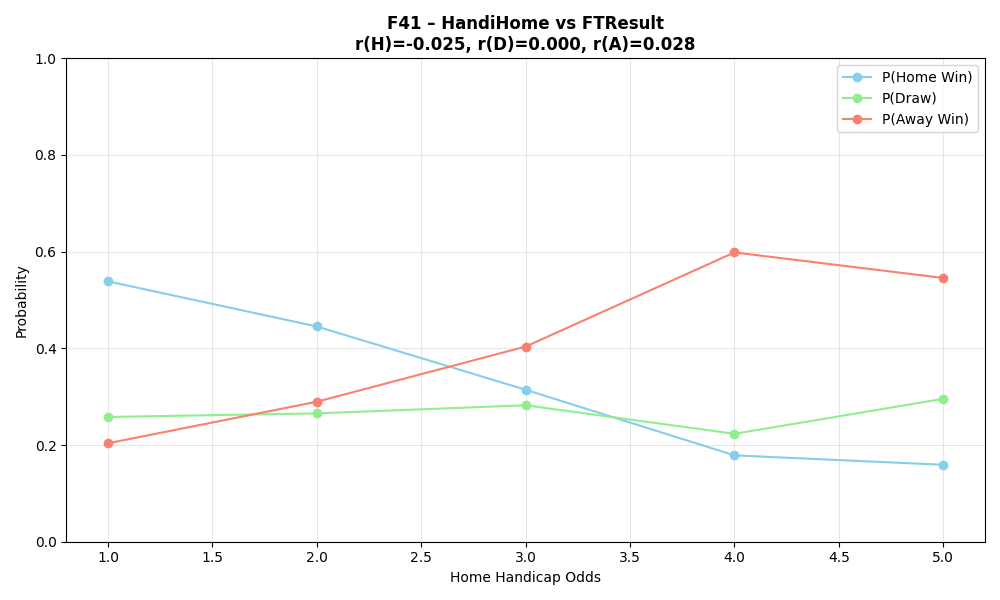 F41 – HandiHome vs FTResult
r(H)=-0.025, r(D)=0.000, r(A)=0.028
P(Home Win)
P(Draw)
P(Away Win)
Probability
1.0
0.8
0.6
0.4
0.2
0.0
1.0 1.5 2.0 2.5 3.0 3.5 4.0 4.5 5.0
Home Handicap Odds